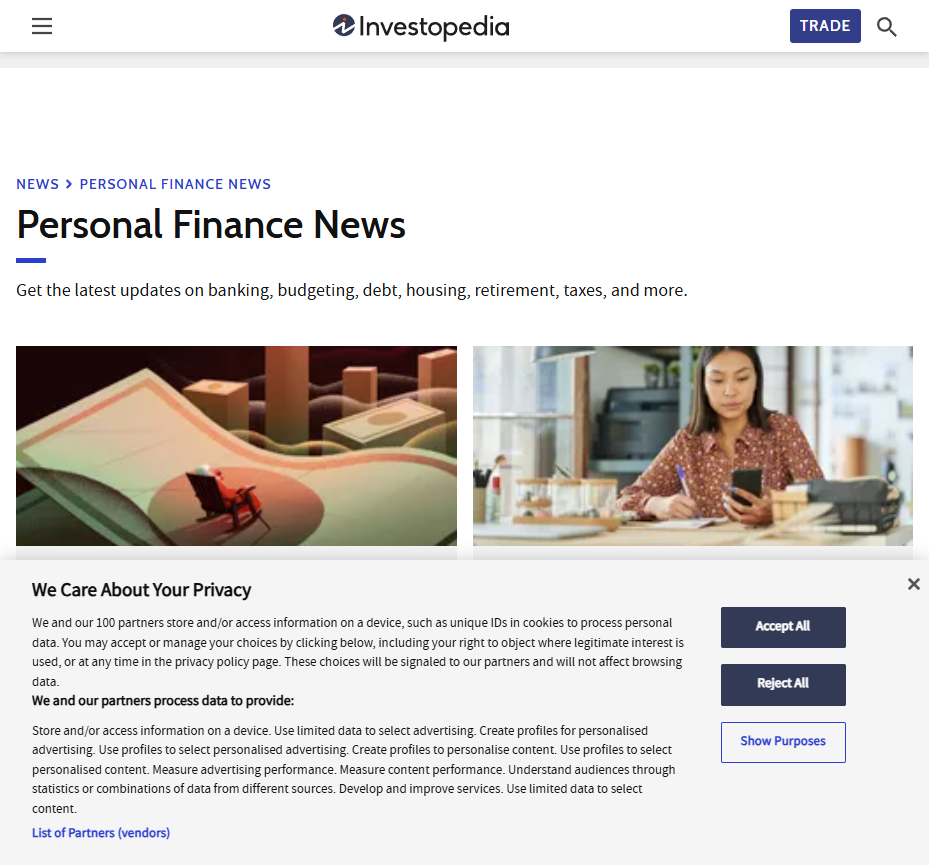 Investopedia
TRADE
NEWS > PERSONAL FINANCE NEWS
Personal Finance News
Get the latest updates on banking, budgeting, debt, housing, retirement, taxes, and more.
We Care About Your Privacy
We and our 100 partners store and/or access information on a device, such as unique IDs in cookies to process personal
data. You may accept or manage your choices by clicking below, including your right to object where legitimate interest is
used, or at any time in the privacy policy page. These choices will be signaled to our partners and will not affect browsing
data.
We and our partners process data to provide:
Store and/or access information on a device. Use limited data to select advertising. Create profiles for personalised
advertising. Use profiles to select personalised advertising. Create profiles to personalise content. Use profiles to select
personalised content. Measure advertising performance. Measure content performance. Understand audiences through
statistics or combinations of data from different sources. Develop and improve services. Use limited data to select
content.
List of Partners (vendors)
Accept All
Reject All
Show Purposes